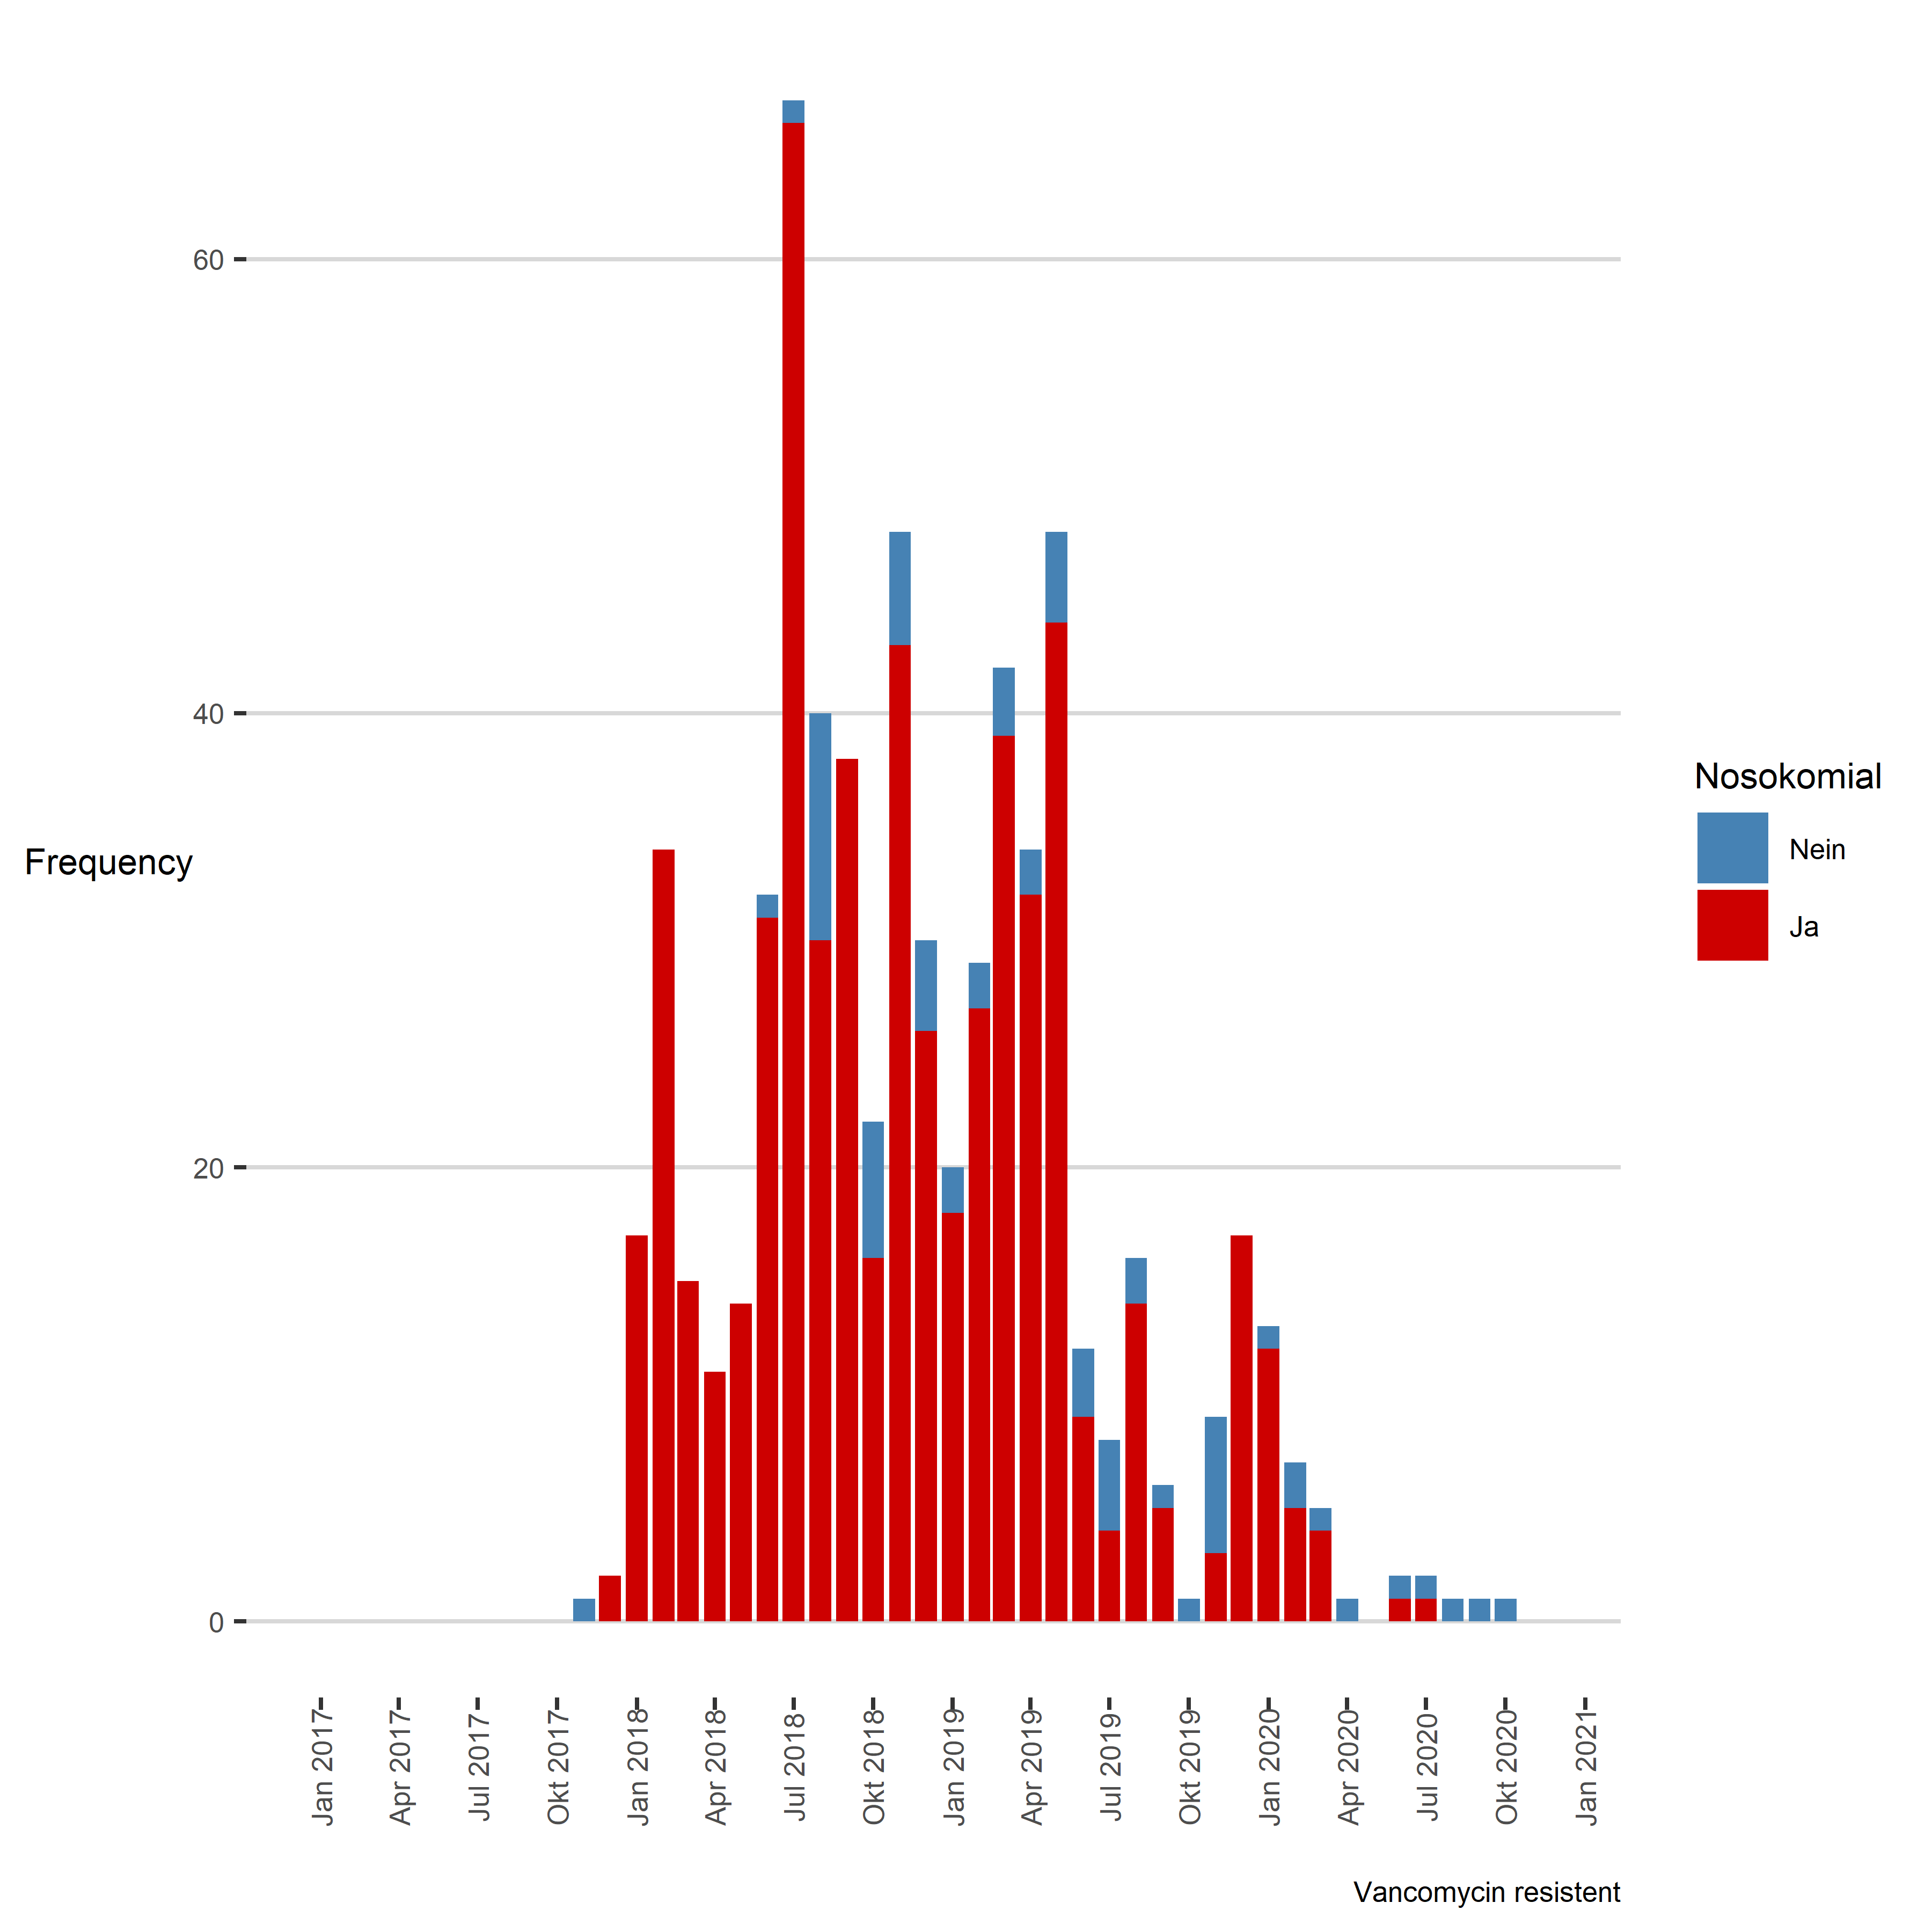 60
40
20
0
Frequency
Jan 2017
Apr 2017
Jul 2017
Okt 2017
Jan 2018
Apr 2018
Jul 2018
Okt 2018
Jan 2019
Apr 2019
Jul 2019
Okt 2019
Jan 2020
Apr 2020
Jul 2020
Okt 2020
Jan 2021
Nosokomial
Nein
Ja
Vancomycin resistent